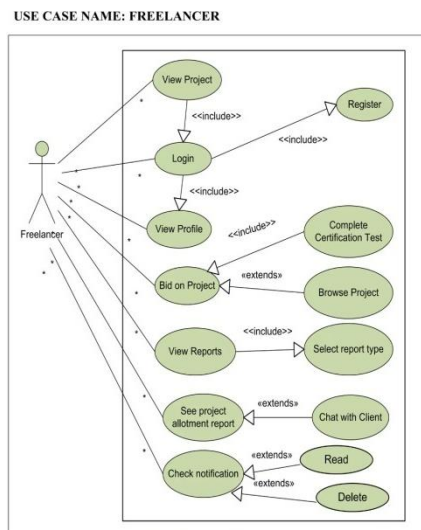 USE CASE NAME: FREELANCER
View Project
*
<<include>>
Register
<<include>>
*
Login
*
*
<<include>>
*
*
View Profile
Freelancer
*
*
*
*
<<include>>
Complete
Certification Test
Bid on Project
«extends»
Browse Project
*
*
View Reports
<<include>>
Select report type
*
See project
allotment report
«extends»
Chat with Client
*
Check notification
«extends»
Read
«extends»
Delete